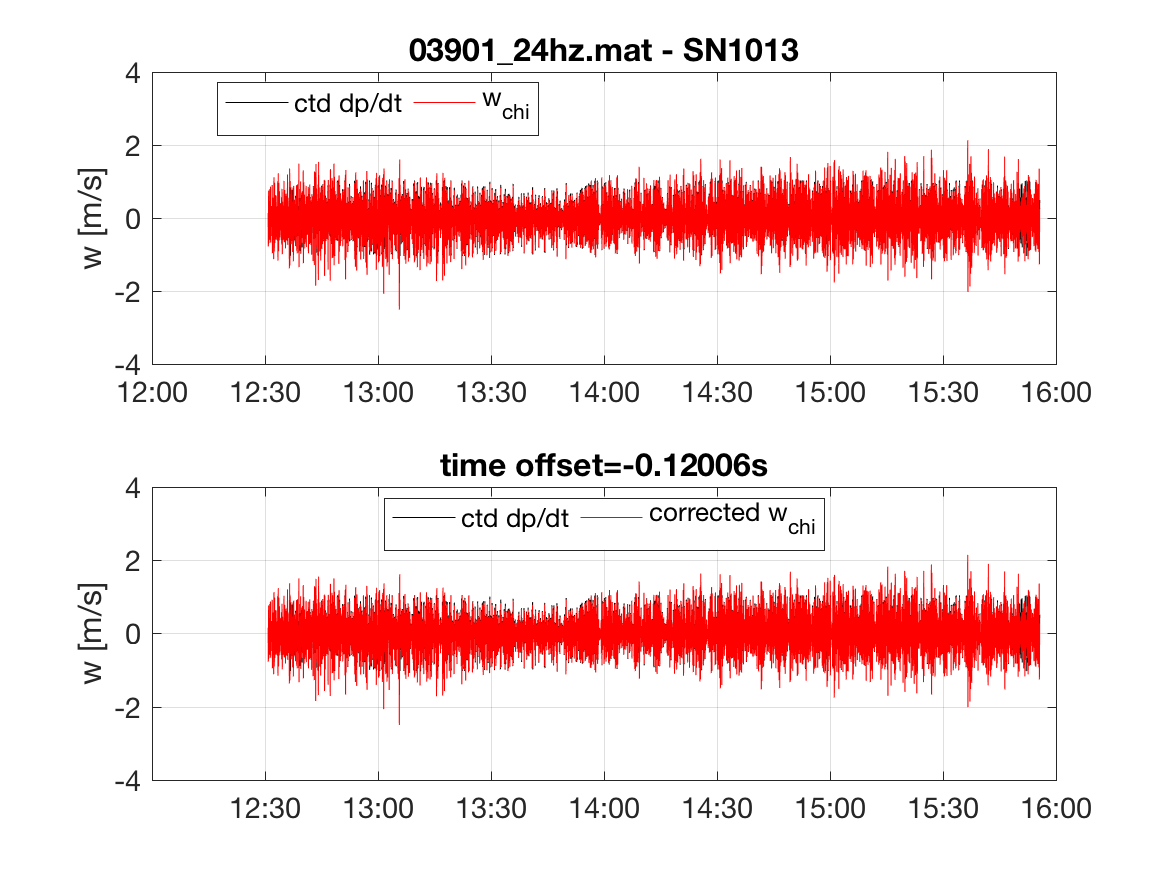 03901_24hz.mat - SN1013
4
ctd dp/dt w_chi
2
w [m/s]
0
-2
-4
12:00 12:30 13:00 13:30 14:00 14:30 15:00 15:30 16:00
time offset=-0.12006s
4
ctd dp/dt corrected w_chi
2
w [m/s]
0
-2
-4
12:30 13:00 13:30 14:00 14:30 15:00 15:30 16:00